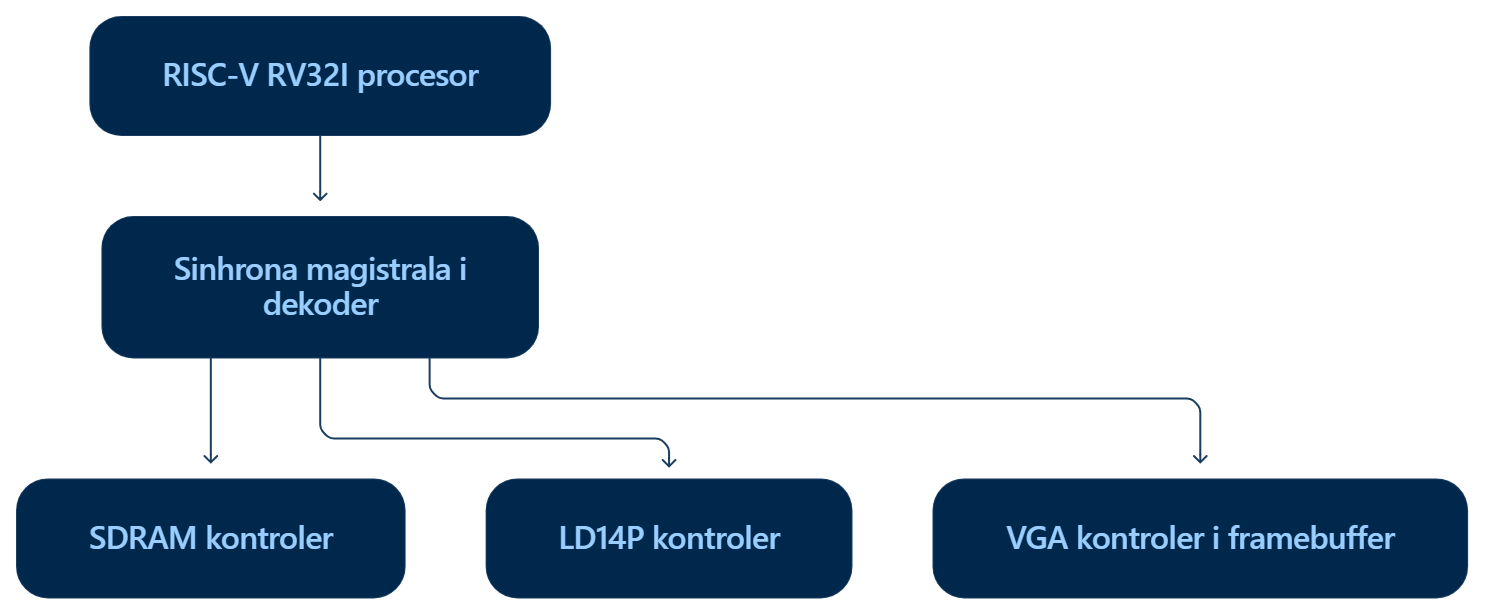 RISC-V RV32I procesor
Sinhrona magistrala i
dekoder
SDRAM kontroler
LD14P kontroler
VGA kontroler i framebuffer